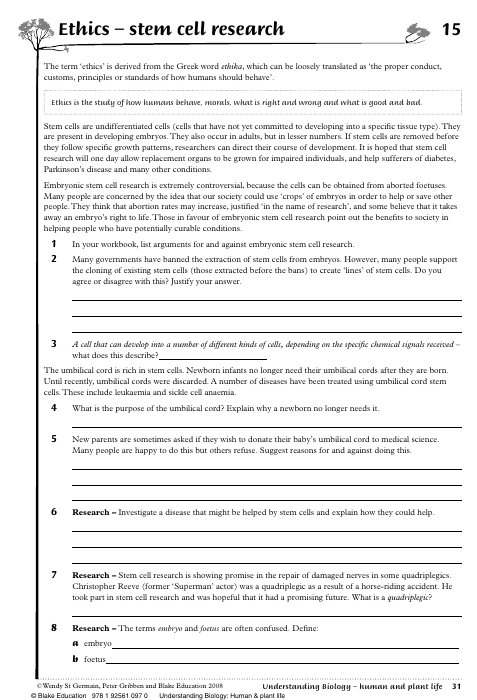 Ethics – stem cell research
15
The term ‘ethics’ is derived from the Greek word ethika, which can be loosely translated as ‘the proper conduct,
customs, principles or standards of how humans should behave’.
Ethics is the study of how humans behave, morals, what is right and wrong and what is good and bad.
Stem cells are undifferentiated cells (cells that have not yet committed to developing into a specific tissue type). They
are present in developing embryos. They also occur in adults, but in lesser numbers. If stem cells are removed before
they follow specific growth patterns, researchers can direct their course of development. It is hoped that stem cell
research will one day allow replacement organs to be grown for impaired individuals, and help sufferers of diabetes,
Parkinson’s disease and many other conditions.
Embryonic stem cell research is extremely controversial, because the cells can be obtained from aborted foetuses.
Many people are concerned by the idea that our society could use ‘crops’ of embryos in order to help or save other
people. They think that abortion rates may increase, justified ‘in the name of research’, and some believe that it takes
away an embryo’s right to life. Those in favour of embryonic stem cell research point out the benefits to society in
helping people who have potentially curable conditions.
1 In your workbook, list arguments for and against embryonic stem cell research.
2 Many governments have banned the extraction of stem cells from embryos. However, many people support
the cloning of existing stem cells (those extracted before the bans) to create ‘lines’ of stem cells. Do you
agree or disagree with this? Justify your answer.
3 A cell that can develop into a number of different kinds of cells, depending on the specific chemical signals received –
what does this describe?
The umbilical cord is rich in stem cells. Newborn infants no longer need their umbilical cords after they are born.
Until recently, umbilical cords were discarded. A number of diseases have been treated using umbilical cord stem
cells. These include leukaemia and sickle cell anaemia.
4 What is the purpose of the umbilical cord? Explain why a newborn no longer needs it.
5 New parents are sometimes asked if they wish to donate their baby’s umbilical cord to medical science.
Many people are happy to do this but others refuse. Suggest reasons for and against doing this.
6 Research – Investigate a disease that might be helped by stem cells and explain how they could help.
7 Research – Stem cell research is showing promise in the repair of damaged nerves in some quadriplegics.
Christopher Reeve (former ‘Superman’ actor) was a quadriplegic as a result of a horse-riding accident. He
took part in stem cell research and was hopeful that it had a promising future. What is a quadriplegic?
8 Research – The terms embryo and foetus are often confused. Define:
a embryo
b foetus
©Wendy St Germain, Peter Gribben and Blake Education 2008
Understanding Biology – human and plant life 31
© Blake Education 978 1 92561 097 0 Understanding Biology: Human & plant life